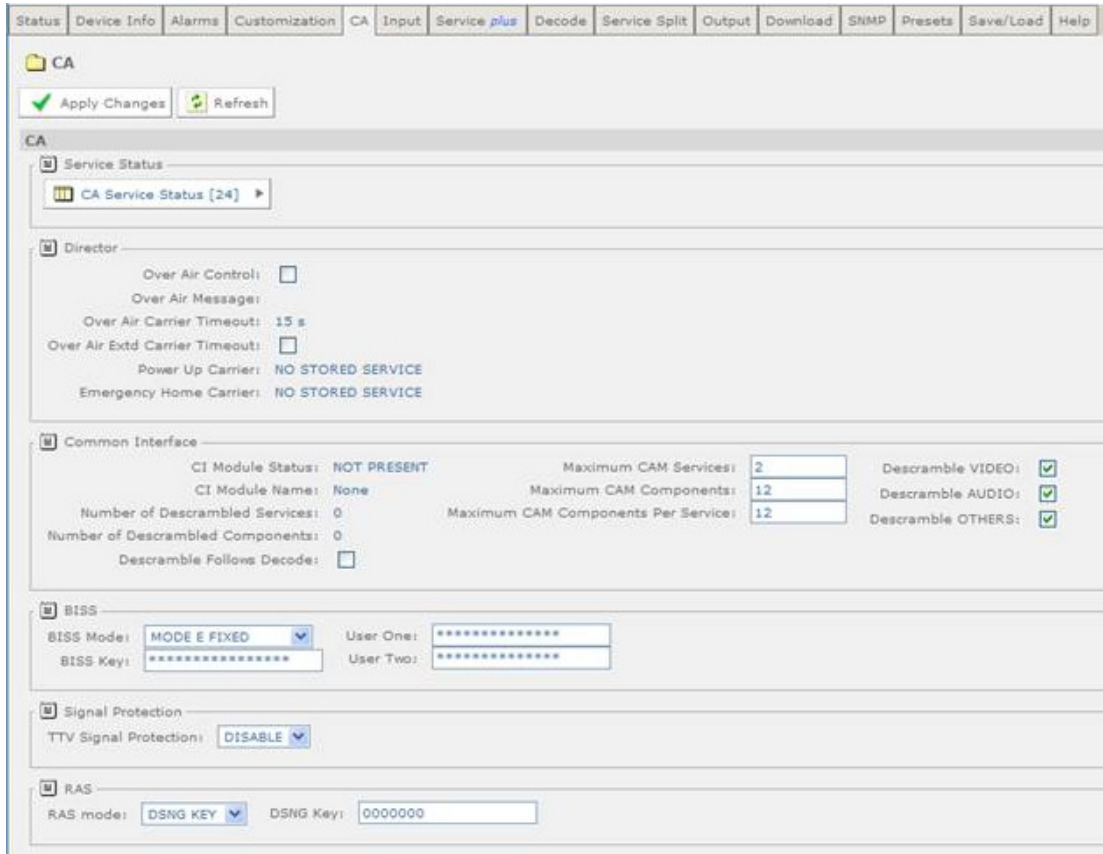 Status Device Info Alarms Customization CA Input Service plus Decode Service Split Output Download SNMP Presets Save/Load Help
CA
Apply Changes Refresh
CA
Service Status
CA Service Status [24]
Director
Over Air Control:
Over Air Message:
Over Air Carrier Timeout: 15 s
Over Air Extd Carrier Timeout:
Power Up Carrier: NO STORED SERVICE
Emergency Home Carrier: NO STORED SERVICE
Common Interface
CI Module Status: NOT PRESENT Maximum CAM Services: 2 Descramble VIDEO:
CI Module Name: None Maximum CAM Components: 12 Descramble AUDIO:
Number of Descrambled Services: 0 Maximum CAM Components Per Service: 12 Descramble OTHERS:
Number of Descrambled Components: 0
Descramble Follows Decode:
BISS
BISS Mode: MODE E FIXED User One: **************
BISS Key: **************** User Two: **************
Signal Protection
TTV Signal Protection: DISABLE
RAS
RAS mode: DSNG KEY DSNG Key: 0000000